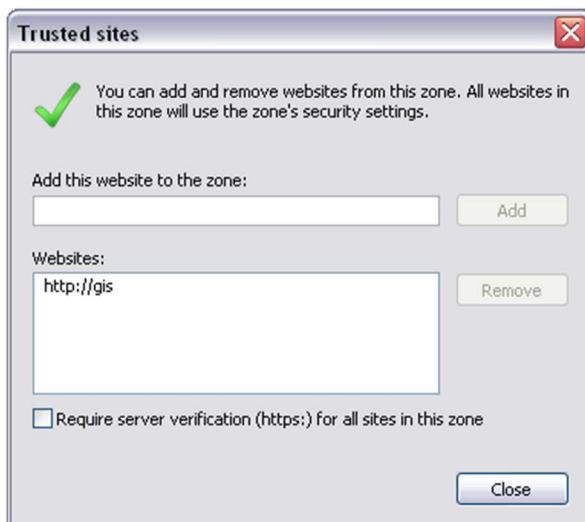 Trusted sites
You can add and remove websites from this zone. All websites in
this zone will use the zone's security settings.
Add this website to the zone:
Add
Websites:
http://gis
Remove
Require server verification (https:) for all sites in this zone
Close